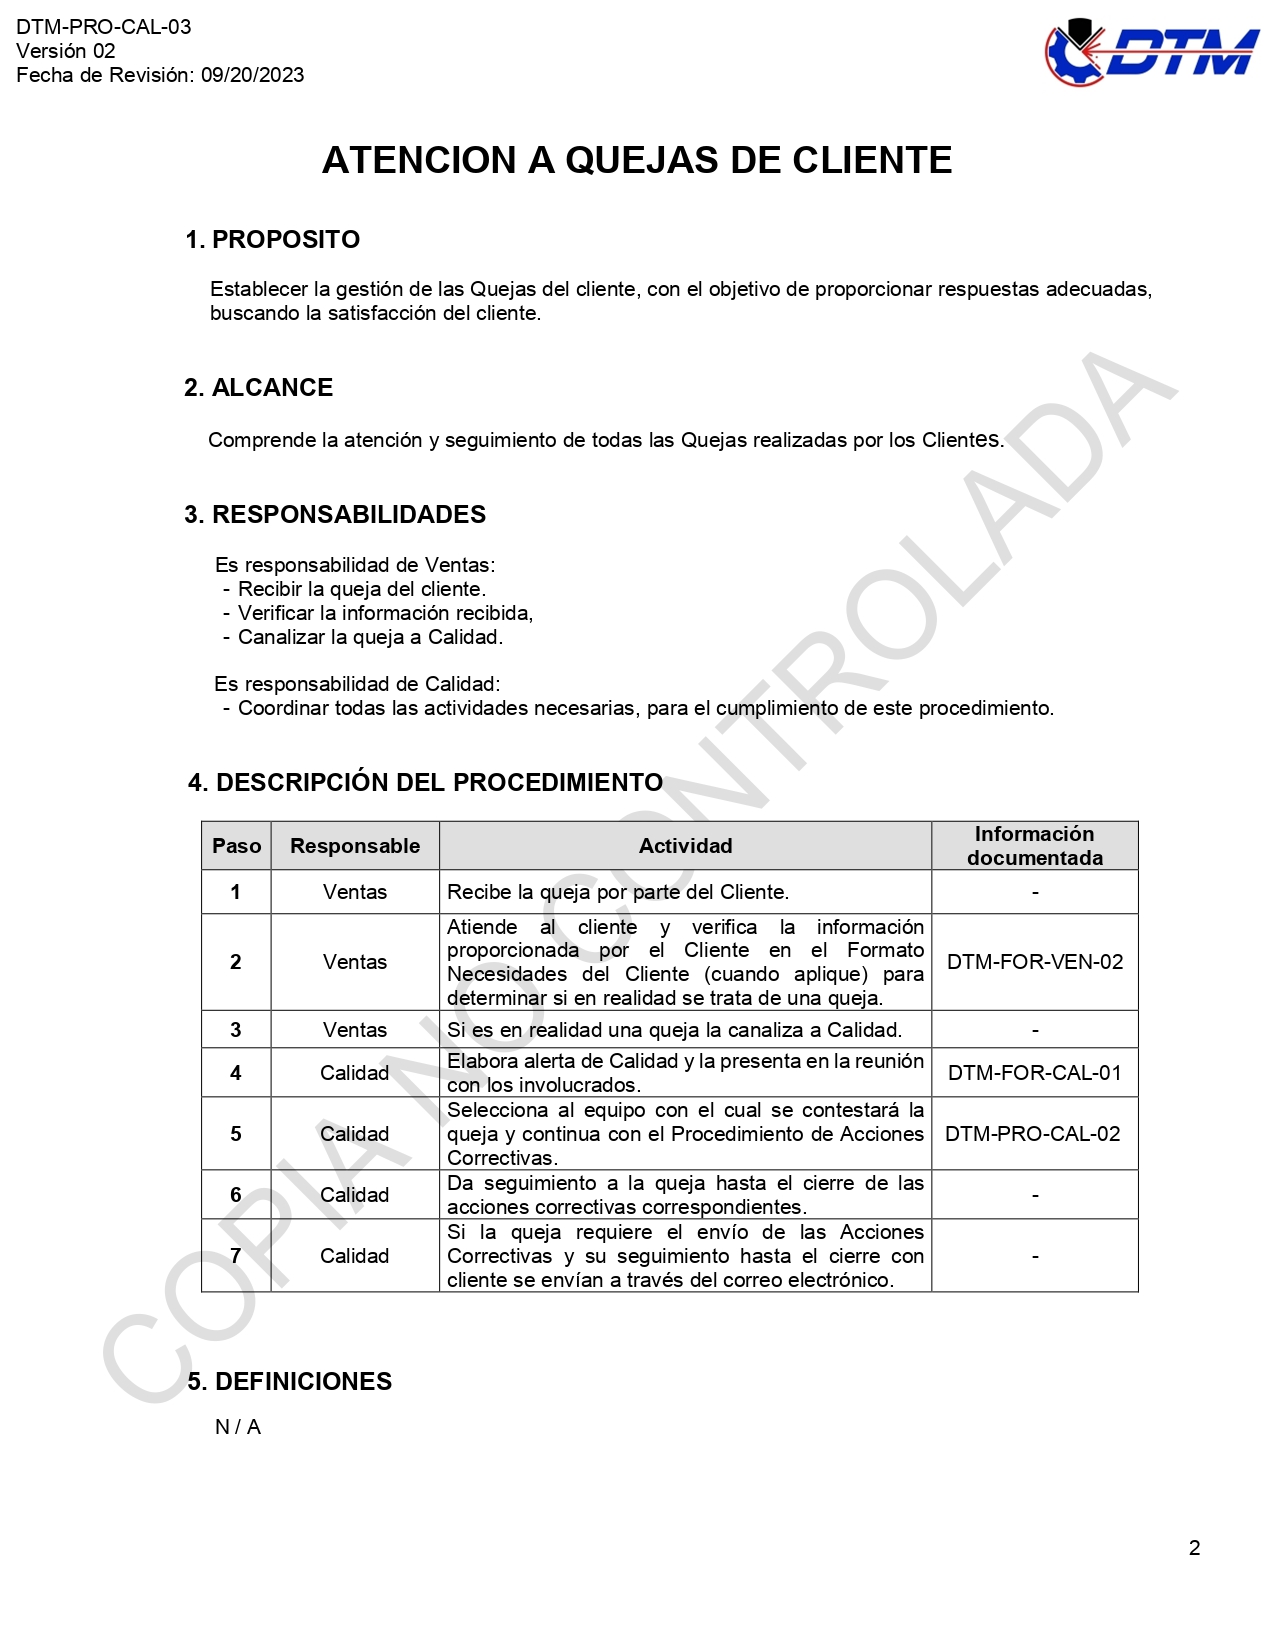 DTM-PRO-CAL-03
Versión 02
Fecha de Revisión: 09/20/2023
DTM
ATENCION A QUEJAS DE CLIENTE
1. PROPOSITO
Establecer la gestión de las Quejas del cliente, con el objetivo de proporcionar respuestas adecuadas,
buscando la satisfacción del cliente.
2. ALCANCE
Comprende la atención y seguimiento de todas las Quejas realizadas por los Clientes.
3. RESPONSABILIDADES
Es responsabilidad de Ventas:
- Recibir la queja del cliente.
- Verificar la información recibida,
- Canalizar la queja a Calidad.
Es responsabilidad de Calidad:
- Coordinar todas las actividades necesarias, para el cumplimiento de este procedimiento.
4. DESCRIPCIÓN DEL PROCEDIMIENTO
Paso Responsable Actividad Información
documentada
1 Ventas Recibe la queja por parte del Cliente. -
Atiende al cliente y verifica la información
proporcionada por el Cliente en el Formato
2 Ventas Necesidades del Cliente (cuando aplique) para DTM-FOR-VEN-02
determinar si en realidad se trata de una queja.
3 Ventas Si es en realidad una queja la canaliza a Calidad. -
4 Calidad Elabora alerta de Calidad y la presenta en la reunión DTM-FOR-CAL-01
con los involucrados.
Selecciona al equipo con el cual se contestará la
5 Calidad queja y continua con el Procedimiento de Acciones DTM-PRO-CAL-02
Correctivas.
6 Calidad Da seguimiento a la queja hasta el cierre de las -
acciones correctivas correspondientes.
Si la queja requiere el envío de las Acciones
7 Calidad Correctivas y su seguimiento hasta el cierre con -
cliente se envían a través del correo electrónico.
5. DEFINICIONES
N / A
2
COPIA NO CONTROLADA